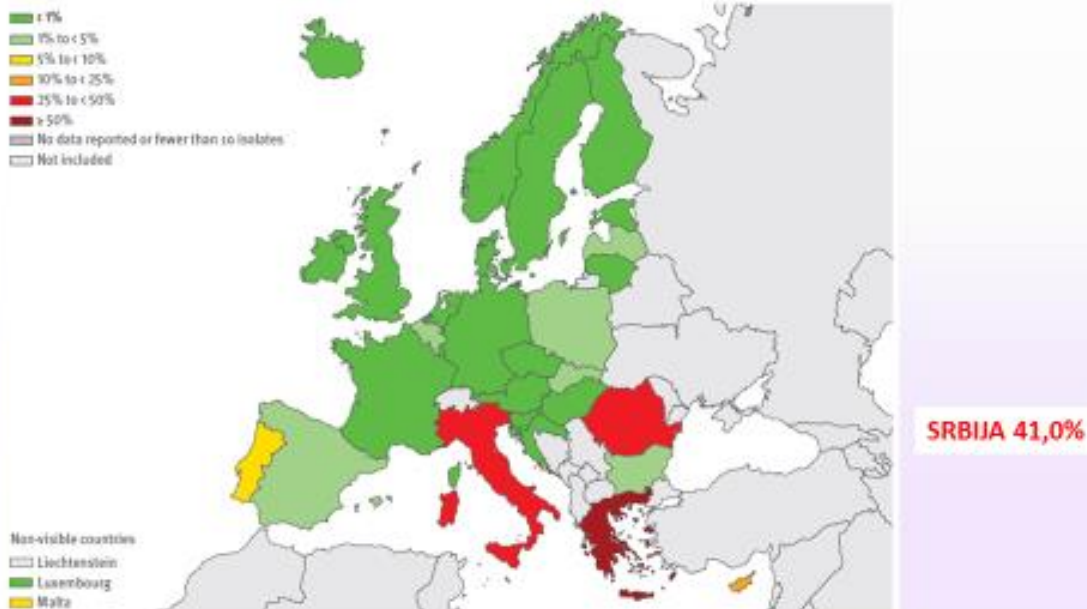 < 1%
1% to < 5%
5% to < 10%
10% to < 25%
25% to < 50%
≥ 50%
No data reported or fewer than 10 isolates
Not included
SRBIJA 41,0%
Non-visible countries
Liechtenstein
Luxembourg
Malta